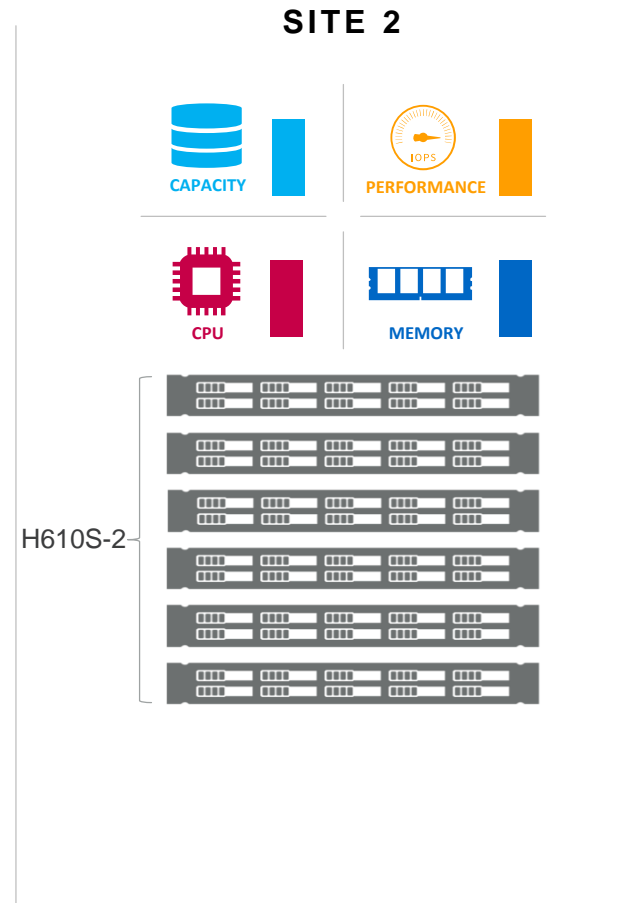 SITE 2
IOPS
CAPACITY
PERFORMANCE
CPU
MEMORY
H610S-2